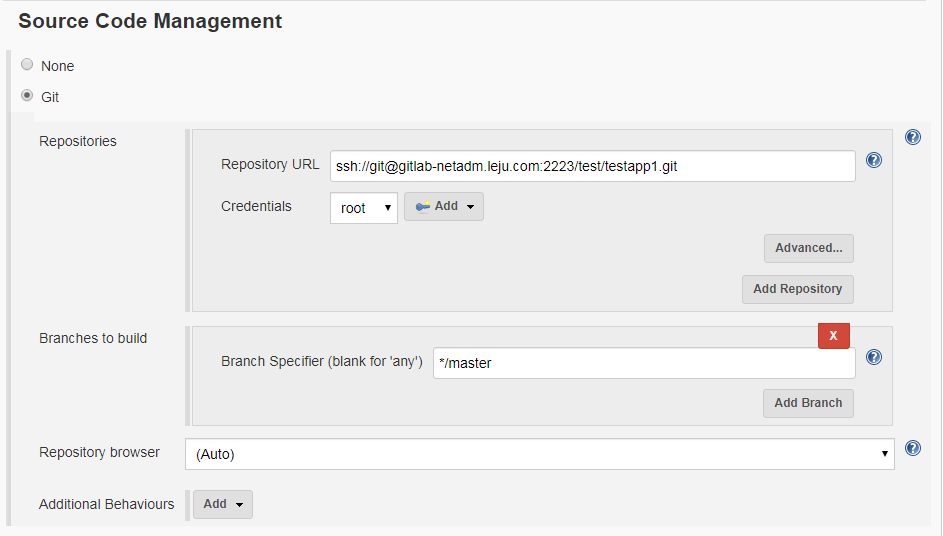 Source Code Management
None
Git
Repositories
Repository URL ssh://git@gitlab-netadm.leju.com:2223/test/testapp1.git
Credentials root Add
Advanced...
Add Repository
Branches to build
X
Branch Specifier (blank for 'any') */master
Add Branch
Repository browser (Auto)
Additional Behaviours Add